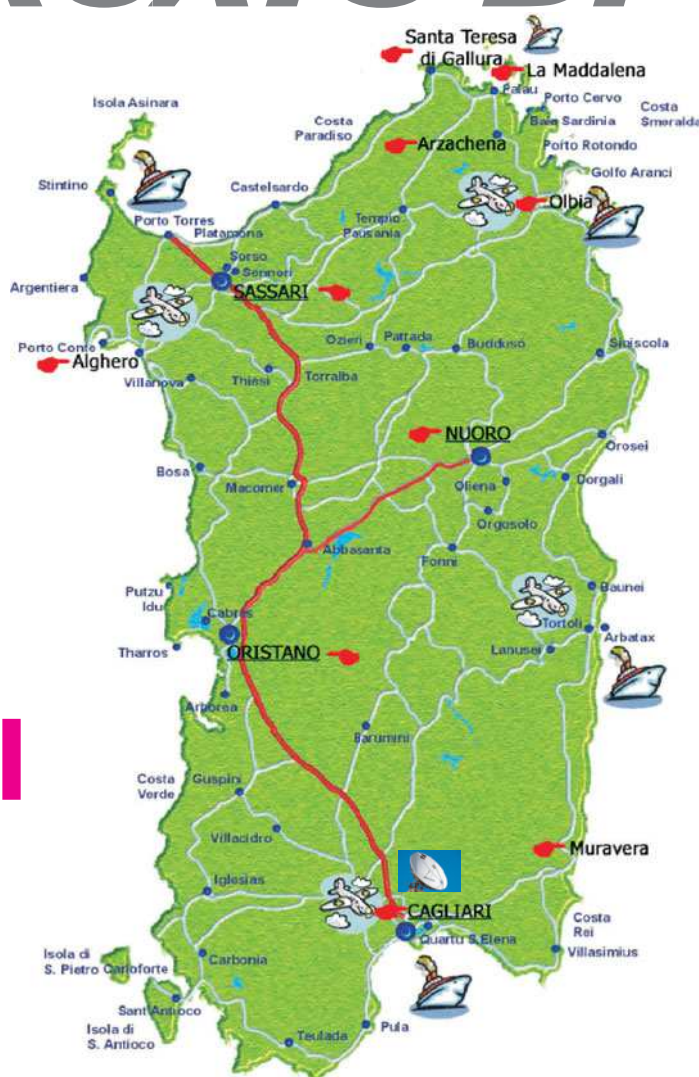 Santa Teresa
di Gallura
La Maddalena
Palau
Porto Cervo
Isola Asinara
Costa
Smeralda
Costa
Paradiso
Baia Sardinia
Arzachena
Porto Rotondo
Golfo Aranci
Stintino
Castelsardo
Olbia
Porto Torres
Platamona
Tempio
Pausania
Sorso
Sennori
Argentiera
SASSARI
Porto Conte
Alghero
Ozieri
Pattada
Budduso
Siniscola
Villanova
Thiesi
Torralba
NUORO
Orosei
Bosa
Macomer
Oliena
Dorgali
Orgosolo
Abbasanta
Fonni
Putzu
Idu
Baunei
Cabras
Tortoli
Arbatax
Tharros
ORISTANO
Lanusei
Arborea
Barumini
Costa
Verde
Guspini
Villacidro
Muravera
Iglesias
CAGLIARI
Costa
Rei
Quartu S.Elena
Villasimius
Isola di
S. Pietro
Carloforte
Carbonia
Sant'Antioco
Isola di
S. Antioco
Teulada
Pula